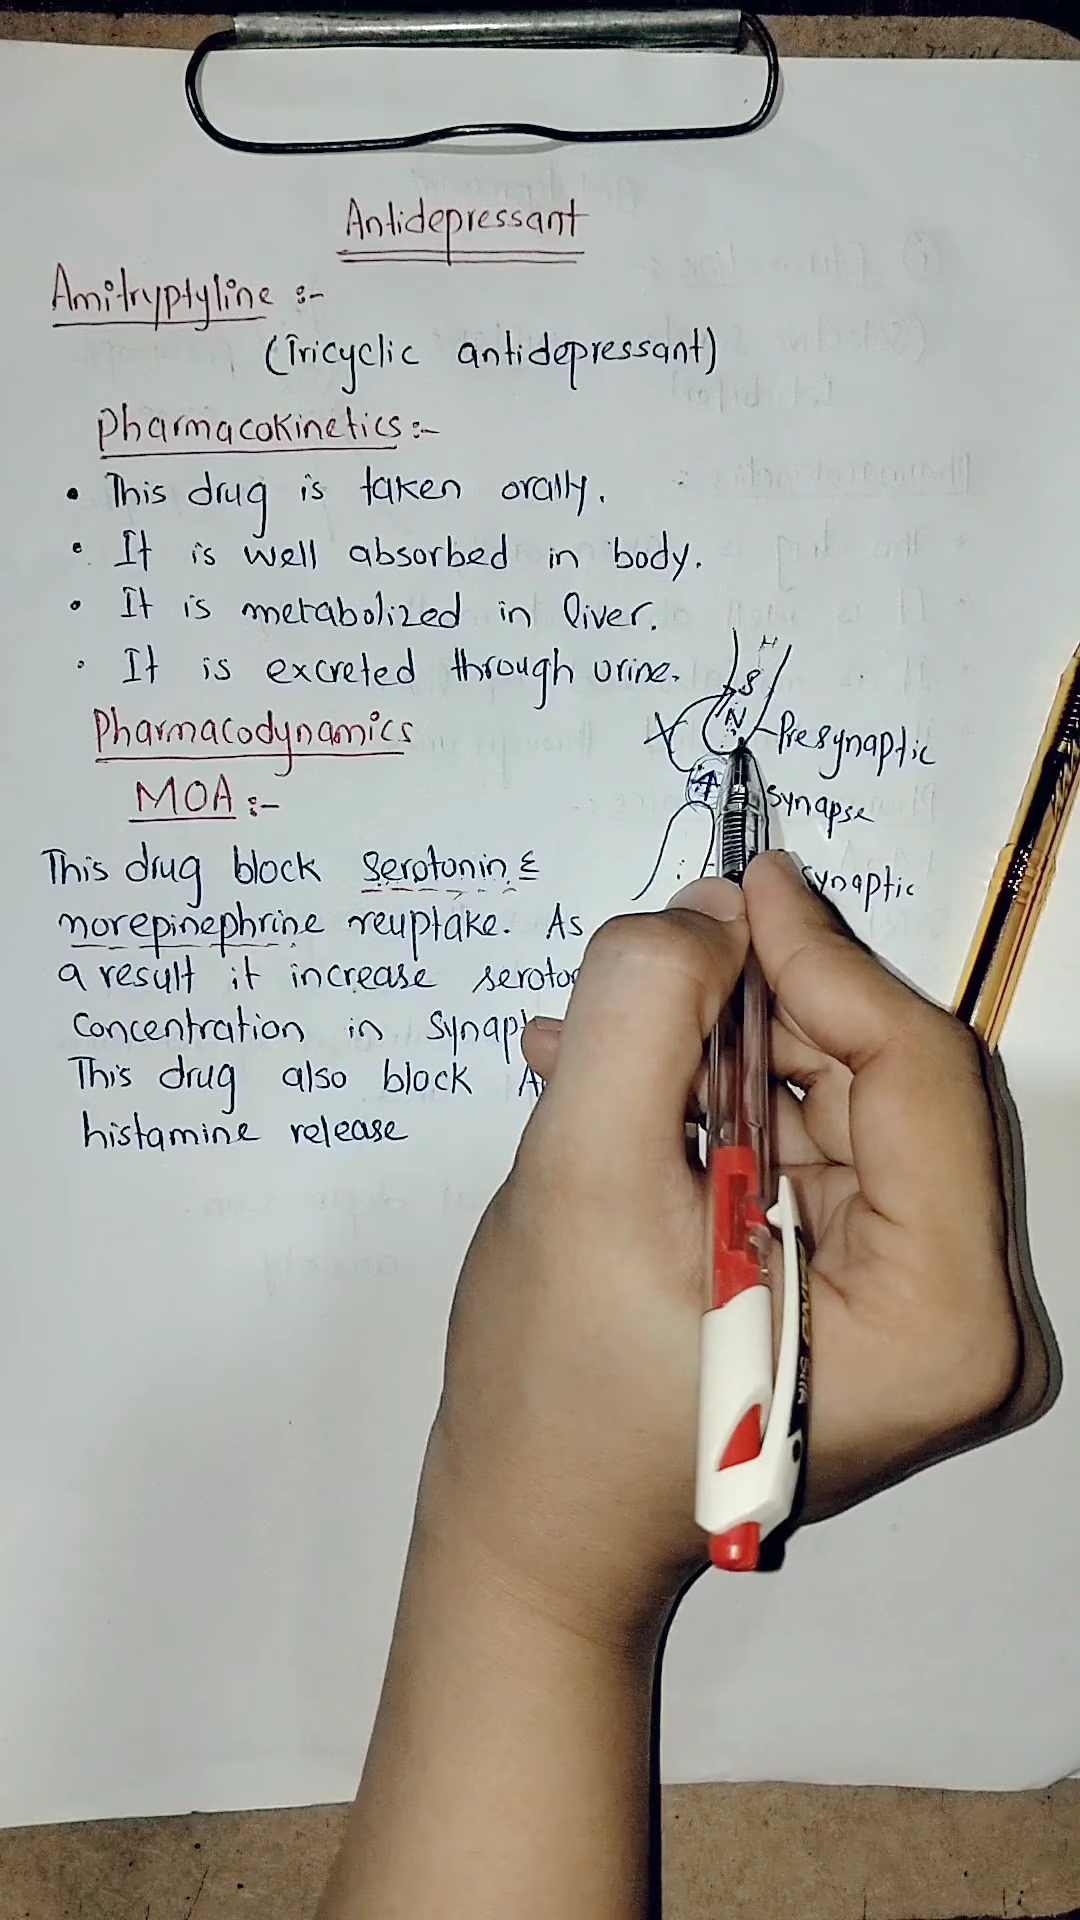 Antidepressant
Amitryptyline :-
(Tricyclic antidepressant)
Pharmacokinetics :-
• This drug is taken orally.
• It is well absorbed in body.
• It is metabolized in liver.
• It is excreted through urine.
Pharmacodynamics
MOA :-
This drug block serotonin &
norepinephrine reuptake. As
a result it increase
concentration in
This drug also block
histamine release
H
S
N
Presynaptic
synapse
synaptic